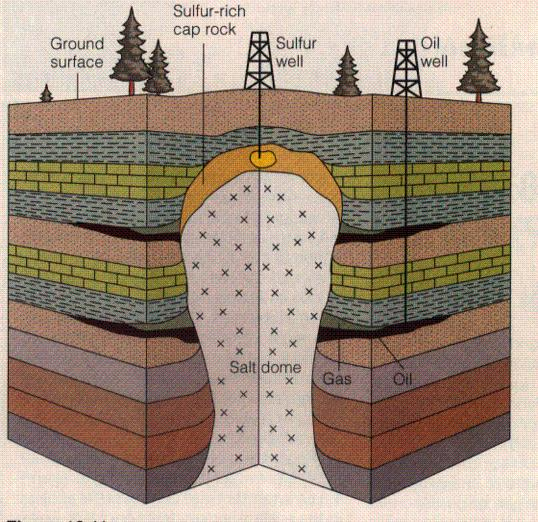 Sulfur-rich
cap rock
Ground
surface
Sulfur
well
Oil
well
Salt dome
Gas
Oil